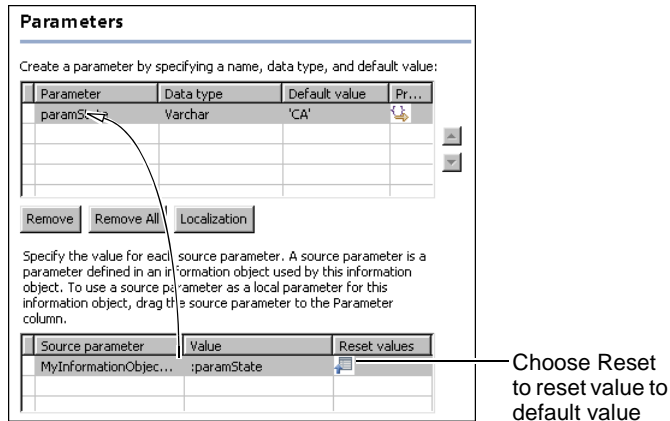 Parameters
Create a parameter by specifying a name, data type, and default value:
Parameter Data type Default value Pr...
paramState Varchar 'CA'
Remove Remove All Localization
Specify the value for each source parameter. A source parameter is a
parameter defined in an information object used by this information
object. To use a source parameter as a local parameter for this
information object, drag the source parameter to the Parameter
column.
Source parameter Value Reset values
MyInformationObjec... :paramState
Choose Reset
to reset value to
default value